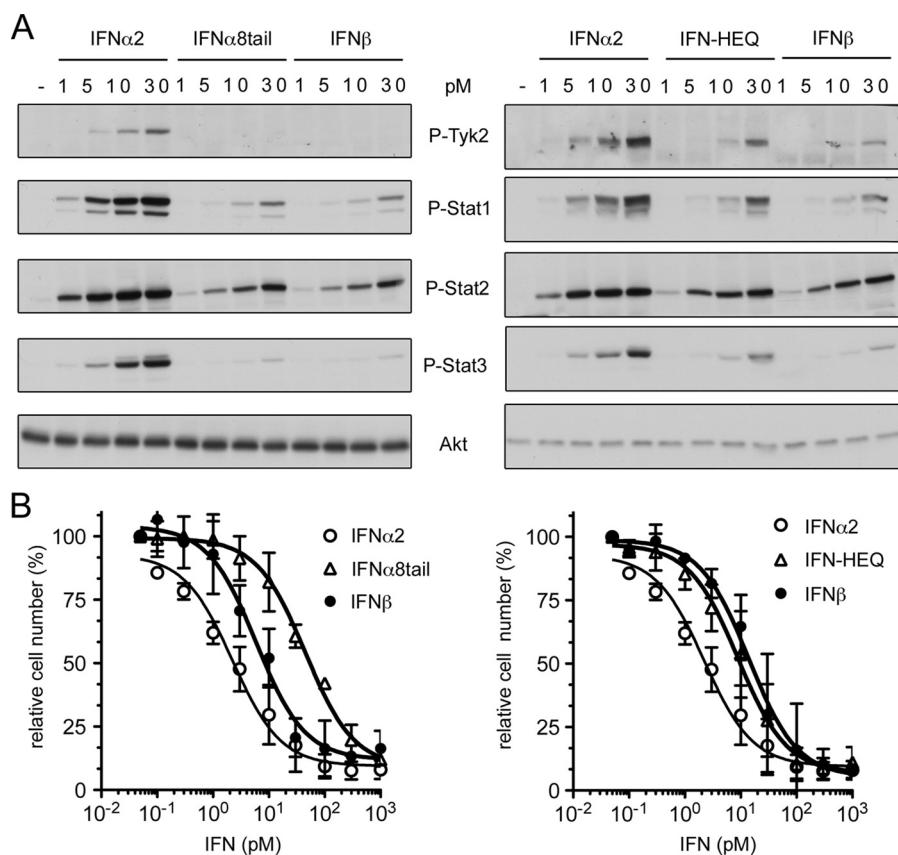 A
IFNα2 IFNα8tail IFNβ
- 1 5 10 30 1 5 10 30 1 5 10 30 pM
IFNα2 IFN-HEQ IFNβ
- 1 5 10 30 1 5 10 30 1 5 10 30
P-Tyk2
P-Stat1
P-Stat2
P-Stat3
Akt
B
relative cell number (%)
100
75
50
25
0
10⁻² 10⁻¹ 10⁰ 10¹ 10² 10³
IFN (pM)
IFNα2
IFNα8tail
IFNβ
relative cell number (%)
100
75
50
25
0
10⁻² 10⁻¹ 10⁰ 10¹ 10² 10³
IFN (pM)
IFNα2
IFN-HEQ
IFNβ